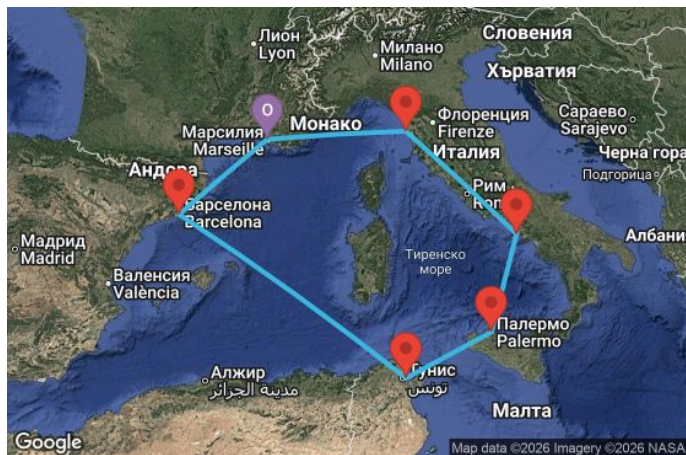 Словения
Лион
Lyon
Милано
Milano
Хърватия
О
Марсилия
Marseille
Монако
Флоренция
Firenze
Италия
Сараево
Sarajevo
Черна гора
Подгорица
Андора
Рим
Барселона
Barcelona
Мадрид
Madrid
Валенсия
València
Тиренско
море
Албани
Палермо
Palermo
Тунис
تونس
Алжир
مدينة الجزائر
Малта
Google
Map data ©2026 Imagery ©2026 NASA